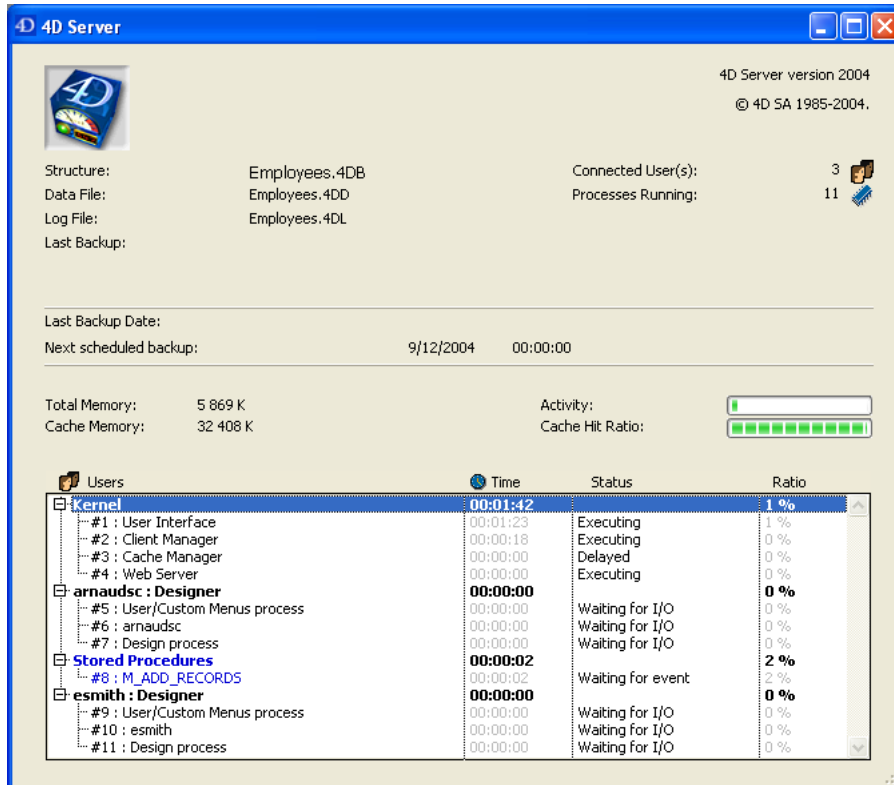 4D Server
4D Server version 2004
© 4D SA 1985-2004.
Structure: Employees.4DB Connected User(s): 3
Data File: Employees.4DD Processes Running: 11
Log File: Employees.4DL
Last Backup:
Last Backup Date:
Next scheduled backup: 9/12/2004 00:00:00
Total Memory: 5 869 K Activity:
Cache Memory: 32 408 K Cache Hit Ratio:
Users Time Status Ratio
Kernel 00:01:42 1 %
#1 : User Interface 00:01:23 Executing 1 %
#2 : Client Manager 00:00:18 Executing 0 %
#3 : Cache Manager 00:00:00 Delayed 0 %
#4 : Web Server 00:00:00 Executing 0 %
arnaudsc : Designer 00:00:00 0 %
#5 : User/Custom Menus process 00:00:00 Waiting for I/O 0 %
#6 : arnaudsc 00:00:00 Waiting for I/O 0 %
#7 : Design process 00:00:00 Waiting for I/O 0 %
Stored Procedures 00:00:02 2 %
#8 : M_ADD_RECORDS 00:00:02 Waiting for event 2 %
esmith : Designer 00:00:00 0 %
#9 : User/Custom Menus process 00:00:00 Waiting for I/O 0 %
#10 : esmith 00:00:00 Waiting for I/O 0 %
#11 : Design process 00:00:00 Waiting for I/O 0 %